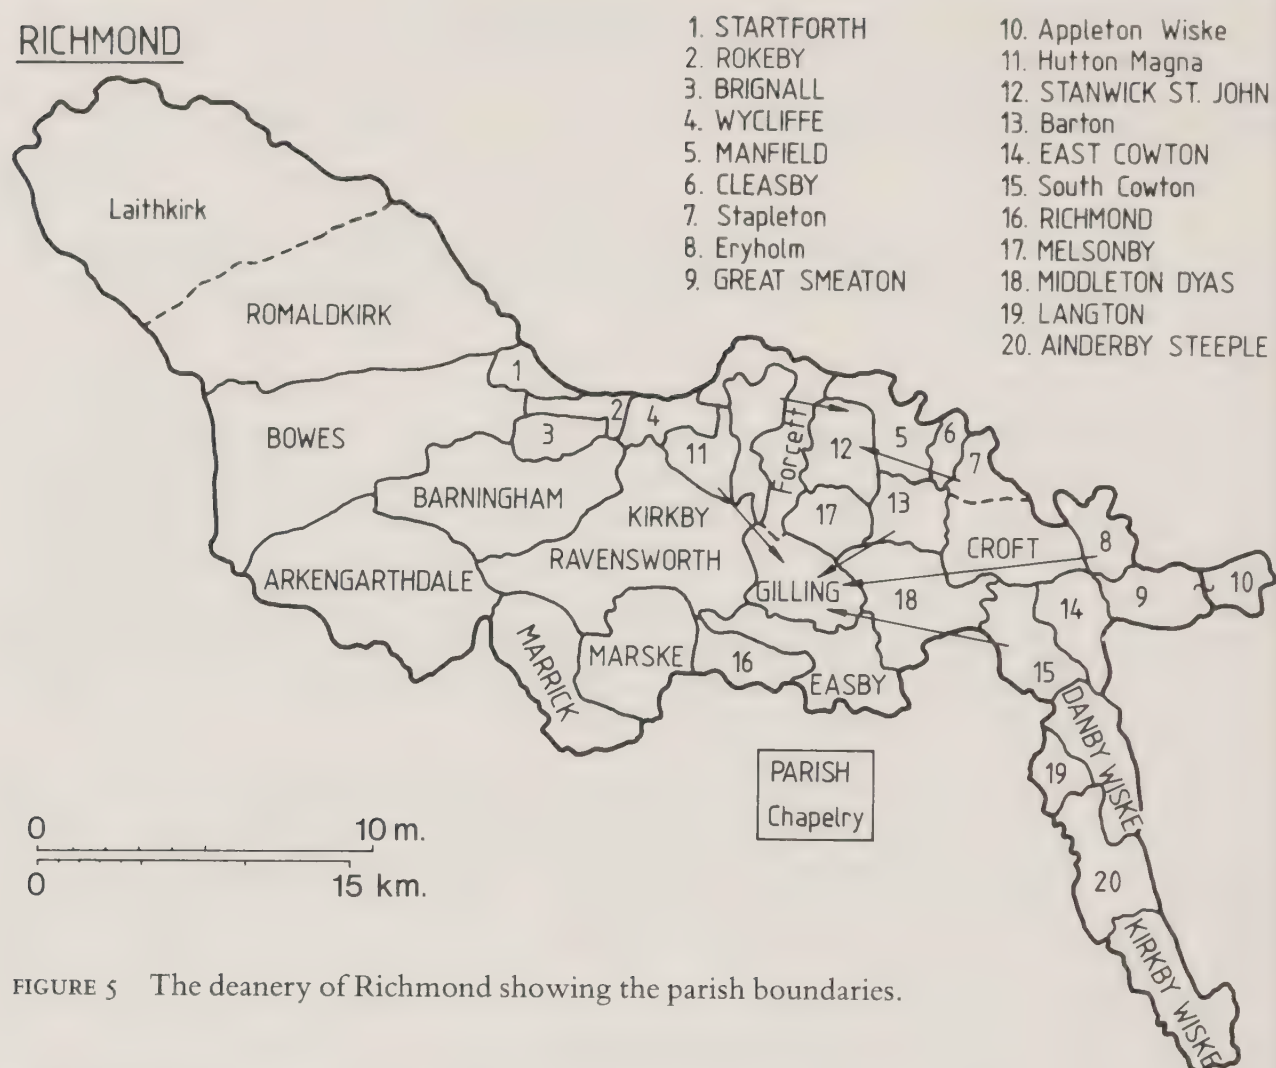 RICHMOND
1. STARTFORTH
2. ROKEBY
3. BRIGNALL
4. WYCLIFFE
5. MANFIELD
6. CLEASBY
7. Stapleton
8. Eryholm
9. GREAT SMEATON
10. Appleton Wiske
11. Hutton Magna
12. STANWICK ST. JOHN
13. Barton
14. EAST COWTON
15. South Cowton
16. RICHMOND
17. MELSONBY
18. MIDDLETON DYAS
19. LANGTON
20. AINDERBY STEEPLE
Laithkirk
ROMALDKIRK
1
BOWES
2
3
4
11
BARNINGHAM
KIRKBY
RAVENSWORTH
ARKENGARTHDALE
Forcett
12
5
6
7
17
13
CROFT
8
GILLING
18
14
9
10
MARRICK
MARSKE
16
EASBY
15
DANBY WISKE
19
20
KIRKBY WISKE
PARISH
Chapelry
0 10 m.
0 15 km.
FIGURE 5 The deanery of Richmond showing the parish boundaries.